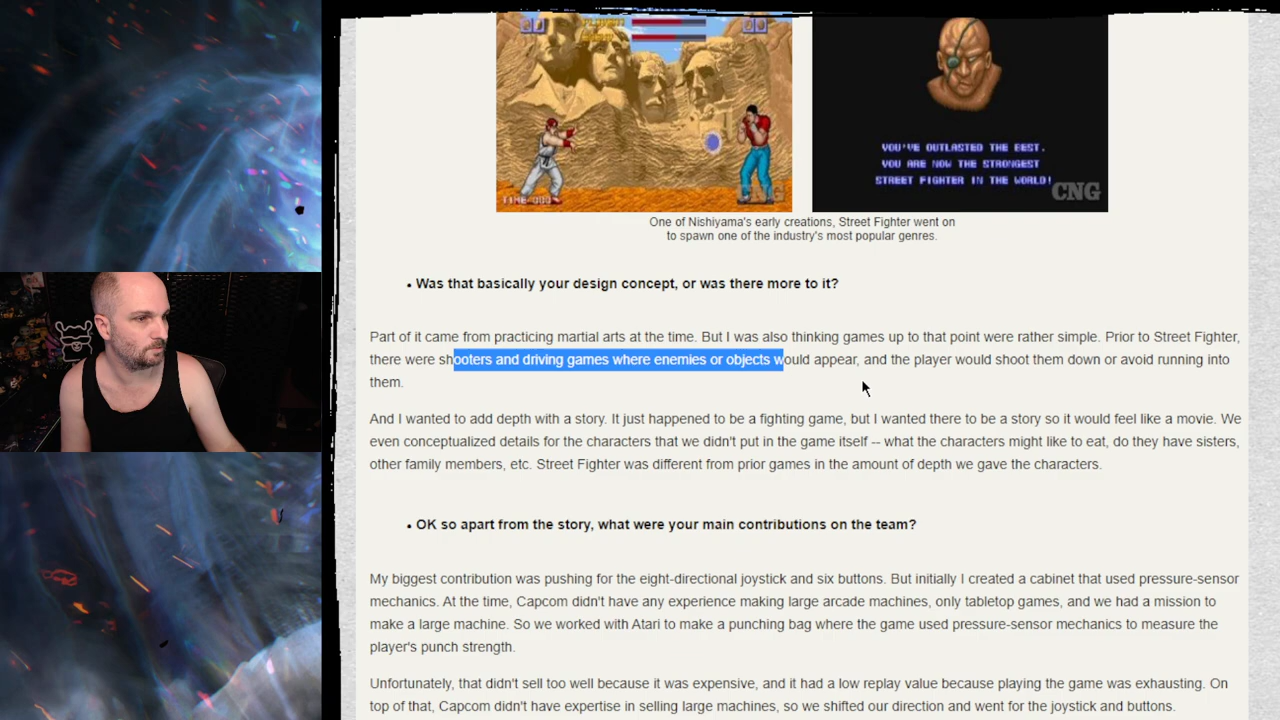 TIME/000
CNG
YOU'VE OUTLASTED THE BEST.
YOU ARE NOW THE STRONGEST
STREET FIGHTER IN THE WORLD!
CNG
One of Nishiyama's early creations, Street Fighter went on
to spawn one of the industry's most popular genres.
• Was that basically your design concept, or was there more to it?
Part of it came from practicing martial arts at the time. But I was also thinking games up to that point were rather simple. Prior to Street Fighter,
there were shooters and driving games where enemies or objects would appear, and the player would shoot them down or avoid running into
them.
And I wanted to add depth with a story. It just happened to be a fighting game, but I wanted there to be a story so it would feel like a movie. We
even conceptualized details for the characters that we didn't put in the game itself -- what the characters might like to eat, do they have sisters,
other family members, etc. Street Fighter was different from prior games in the amount of depth we gave the characters.
• OK so apart from the story, what were your main contributions on the team?
My biggest contribution was pushing for the eight-directional joystick and six buttons. But initially I created a cabinet that used pressure-sensor
mechanics. At the time, Capcom didn't have any experience making large arcade machines, only tabletop games, and we had a mission to
make a large machine. So we worked with Atari to make a punching bag where the game used pressure-sensor mechanics to measure the
player's punch strength.
Unfortunately, that didn't sell too well because it was expensive, and it had a low replay value because playing the game was exhausting. On
top of that, Capcom didn't have expertise in selling large machines, so we shifted our direction and went for the joystick and buttons.